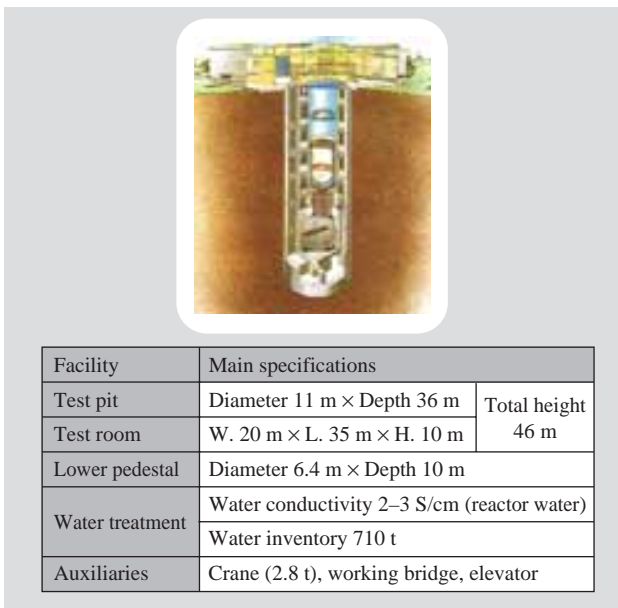 Facility Main specifications
Test pit Diameter 11 m × Depth 36 m Total height 46 m
Test room W. 20 m × L. 35 m × H. 10 m
Lower pedestal Diameter 6.4 m × Depth 10 m
Water treatment Water conductivity 2–3 S/cm (reactor water)
Water inventory 710 t
Auxiliaries Crane (2.8 t), working bridge, elevator